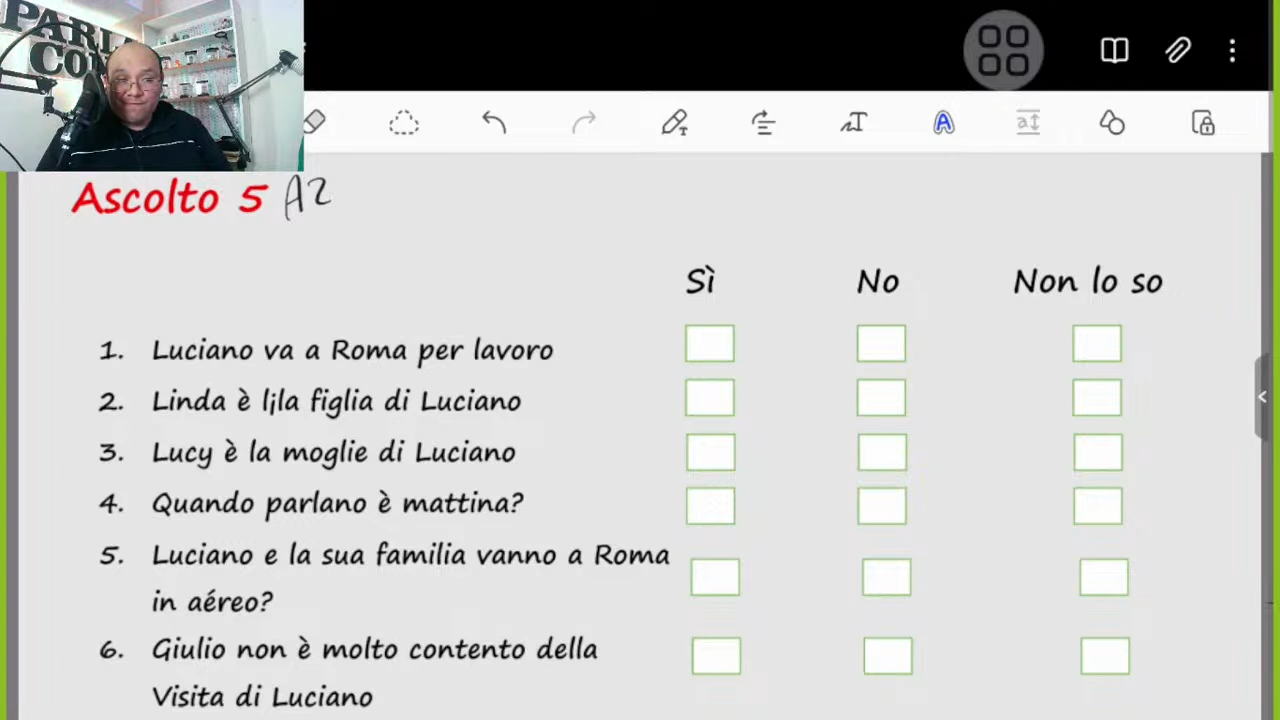 PARLA
CON
Ascolto 5 A2
Sì No Non lo so
1. Luciano va a Roma per lavoro
2. Linda è l¡la figlia di Luciano
3. Lucy è la moglie di Luciano
4. Quando parlano è mattina?
5. Luciano e la sua familia vanno a Roma
in aéreo?
6. Giulio non è molto contento della
Visita di Luciano